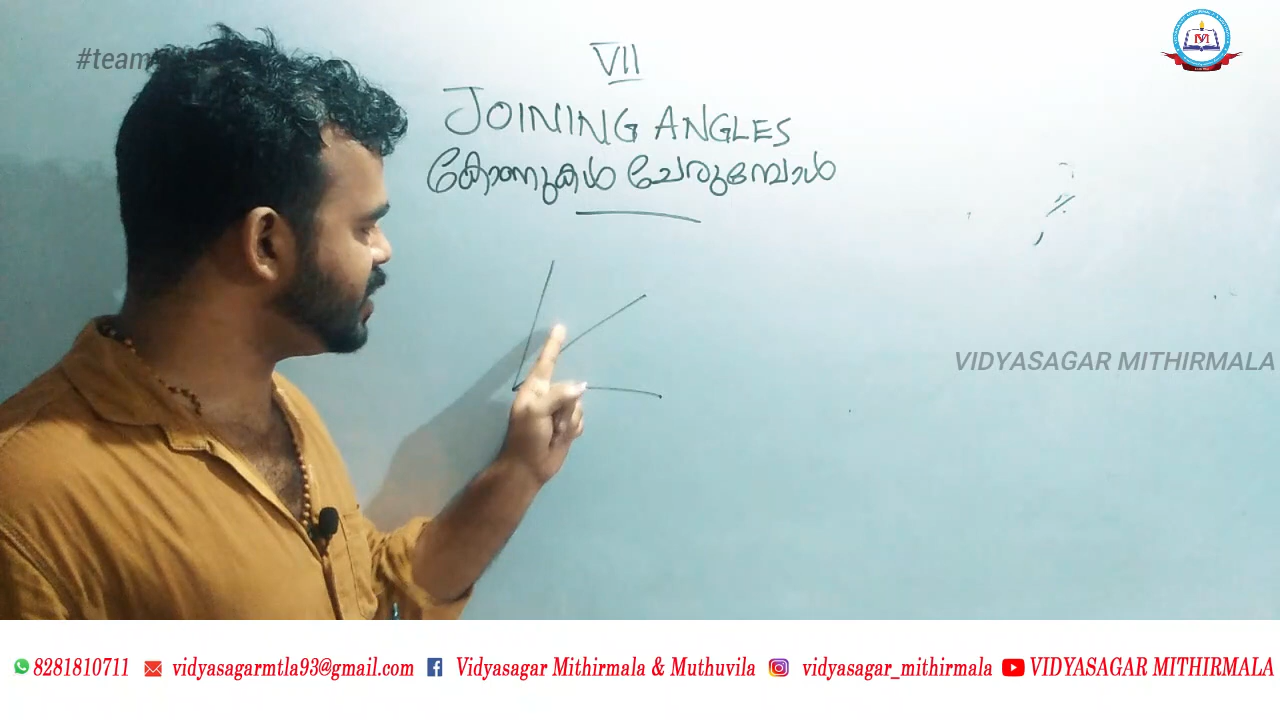 #team
VII
JOINING ANGLES
കോണുകൾ ചേരുമ്പോൾ
VIDYASAGAR MITHIRMALA
8281810711 vidyasagarmtla93@gmail.com Vidyasagar Mithirmala & Muthuvila vidyasagar_mithirmala VIDYASAGAR MITHIRMALA